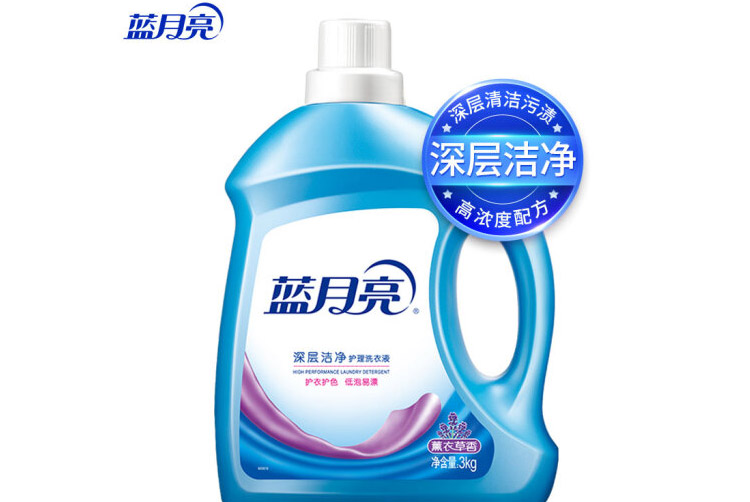 蓝月亮
深层清洁污渍
深层洁净
高浓度配方
蓝月亮®
深层洁净护理洗衣液
HIGH PERFORMANCE LAUNDRY DETERGENT
护衣护色 低泡易漂
薰衣草香
净含量:3kg